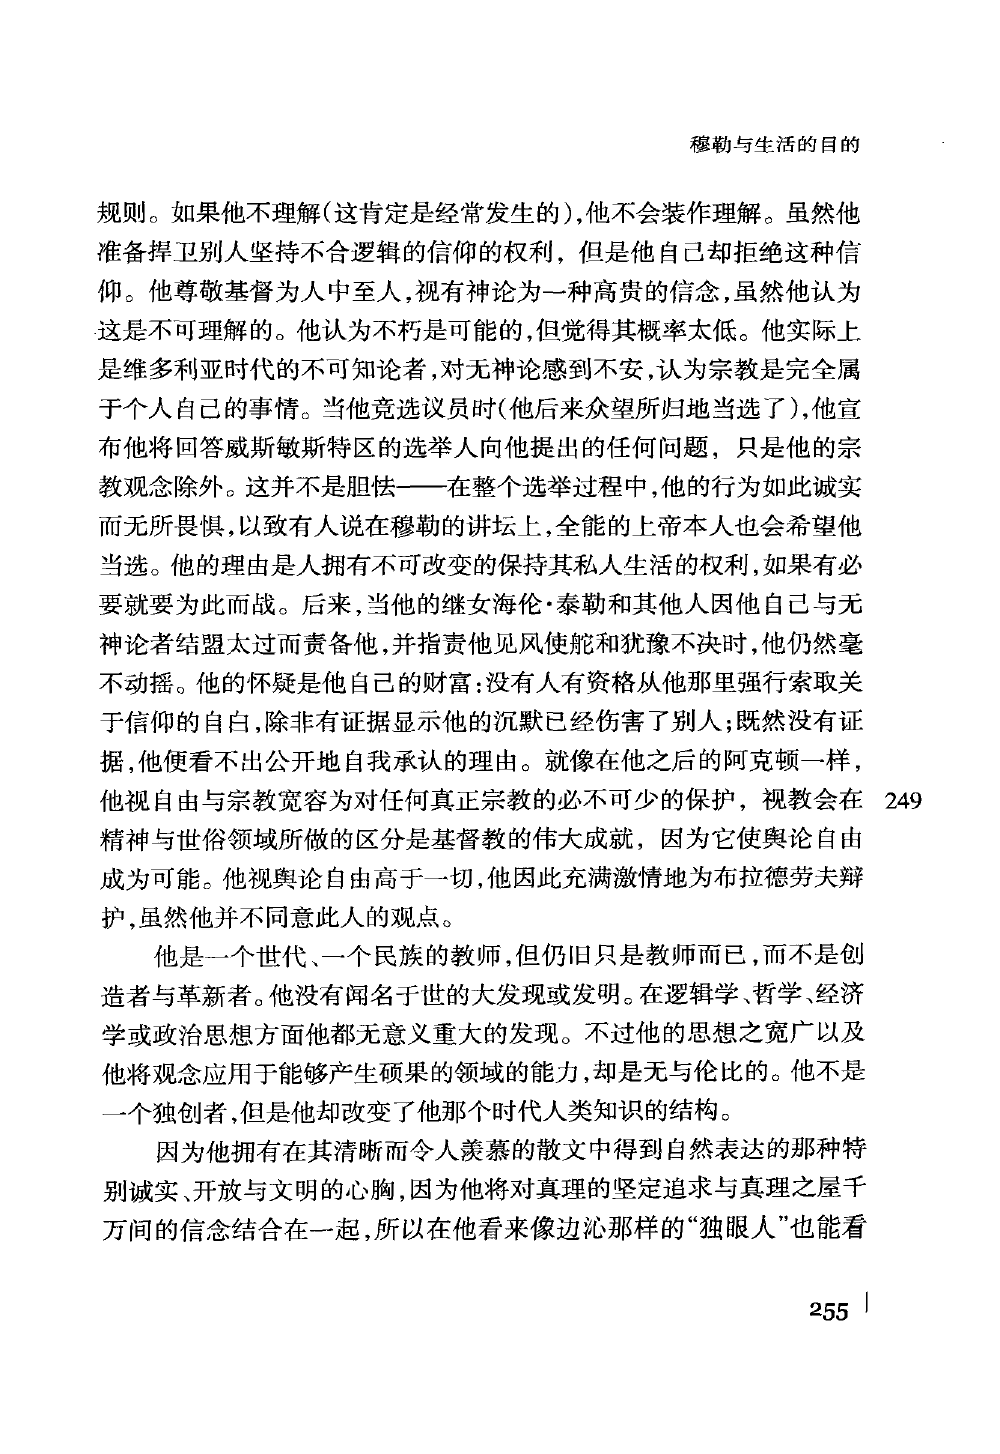 穆勒与生活的目的
规则。如果他不理解(这肯定是经常发生的),他不会装作理解。虽然他
准备捍卫别人坚持不合逻辑的信仰的权利，但是他自己却拒绝这种信
仰。他尊敬基督为人中至人,视有神论为一种高贵的信念,虽然他认为
这是不可理解的。他认为不朽是可能的,但觉得其概率太低。他实际上
是维多利亚时代的不可知论者,对无神论感到不安,认为宗教是完全属
于个人自己的事情。当他竞选议员时(他后来众望所归地当选了),他宣
布他将回答威斯敏斯特区的选举人向他提出的任何问题，只是他的宗
教观念除外。这并不是胆怯——在整个选举过程中,他的行为如此诚实
而无所畏惧,以致有人说在穆勒的讲坛上,全能的上帝本人也会希望他
当选。他的理由是人拥有不可改变的保持其私人生活的权利,如果有必
要就要为此而战。后来,当他的继女海伦·泰勒和其他人因他自己与无
神论者结盟太过而责备他,并指责他见风使舵和犹豫不决时,他仍然毫
不动摇。他的怀疑是他自己的财富:没有人有资格从他那里强行索取关
于信仰的自白,除非有证据显示他的沉默已经伤害了别人;既然没有证
据,他便看不出公开地自我承认的理由。就像在他之后的阿克顿一样，
他视自由与宗教宽容为对任何真正宗教的必不可少的保护，视教会在 249
精神与世俗领域所做的区分是基督教的伟大成就，因为它使舆论自由
成为可能。他视舆论自由高于一切,他因此充满激情地为布拉德劳夫辩
护,虽然他并不同意此人的观点。
他是一个世代、一个民族的教师,但仍旧只是教师而已,而不是创
造者与革新者。他没有闻名于世的大发现或发明。在逻辑学、哲学、经济
学或政治思想方面他都无意义重大的发现。不过他的思想之宽广以及
他将观念应用于能够产生硕果的领域的能力,却是无与伦比的。他不是
一个独创者,但是他却改变了他那个时代人类知识的结构。
因为他拥有在其清晰而令人羡慕的散文中得到自然表达的那种特
别诚实、开放与文明的心胸,因为他将对真理的坚定追求与真理之屋千
万间的信念结合在一起,所以在他看来像边沁那样的“独眼人”也能看
255